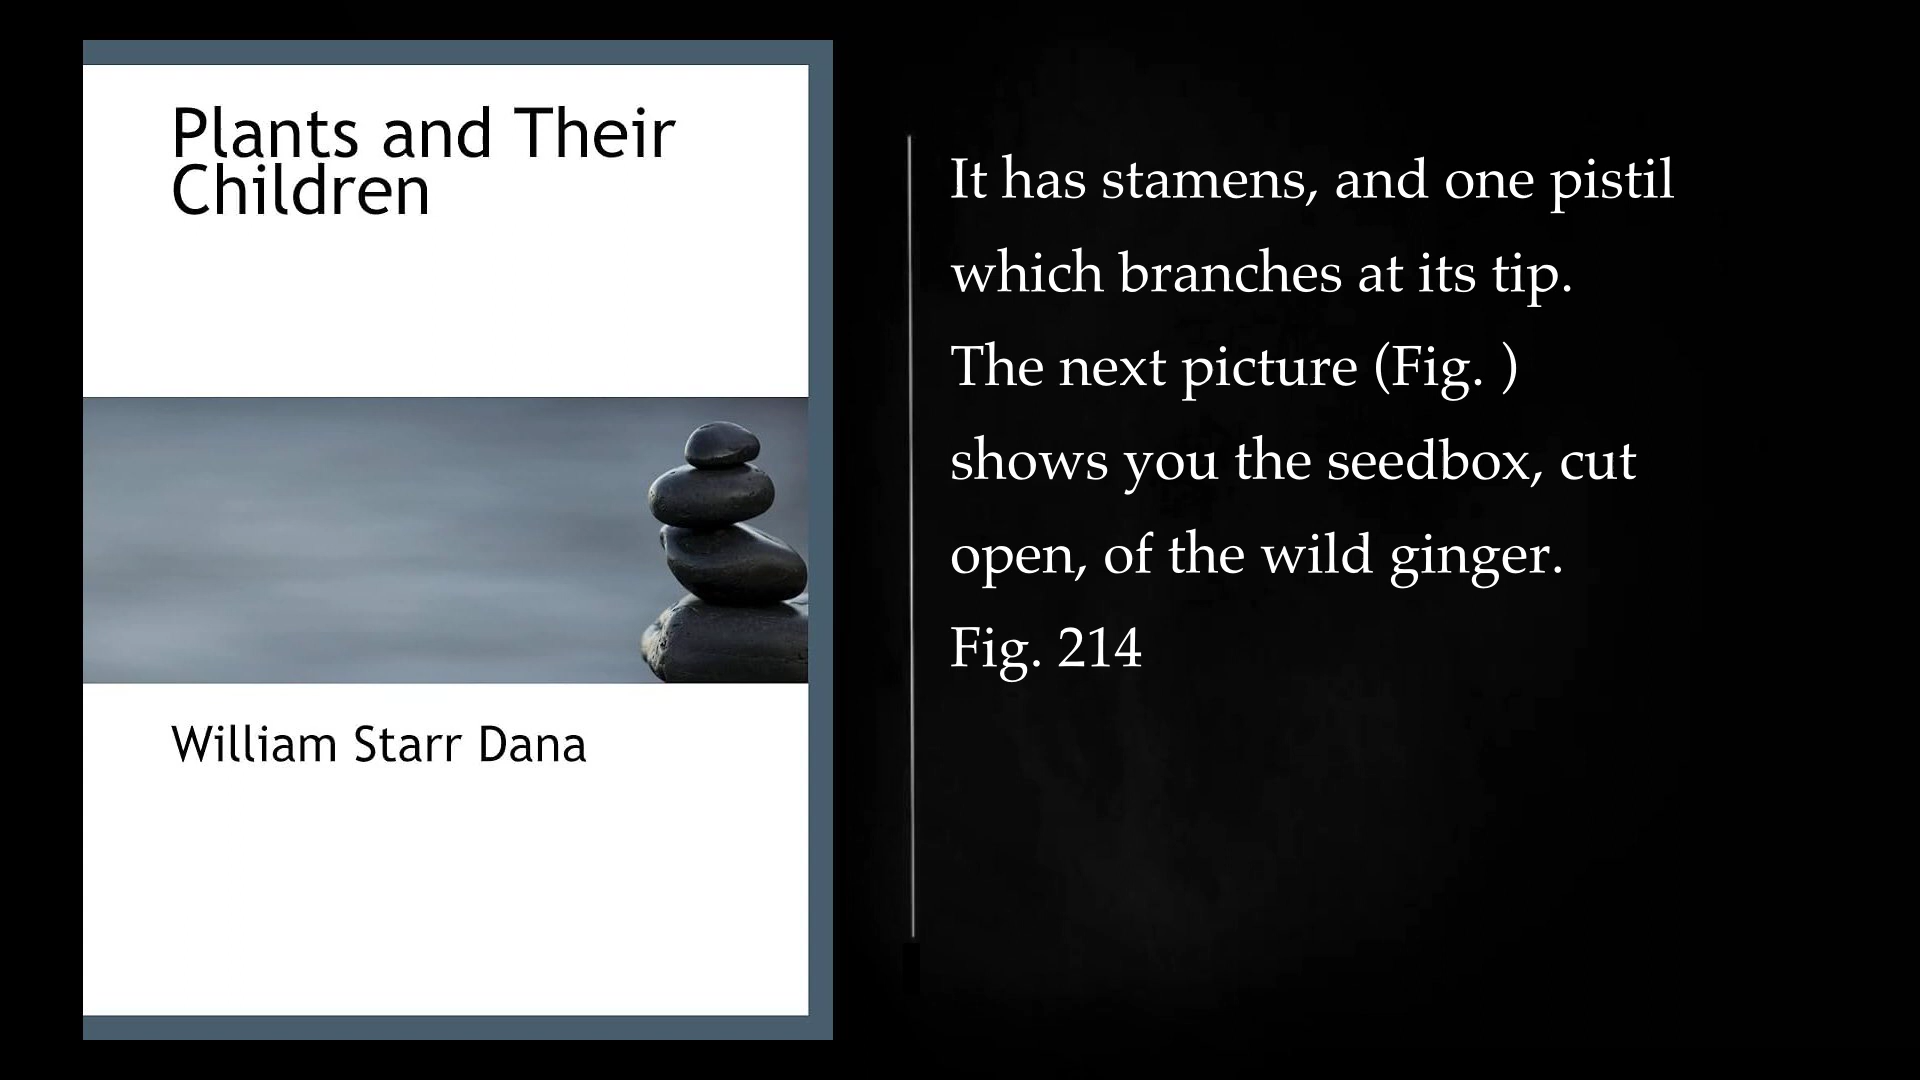 Plants and Their
Children
William Starr Dana
It has stamens, and one pistil
which branches at its tip.
The next picture (Fig. )
shows you the seedbox, cut
open, of the wild ginger.
Fig. 214